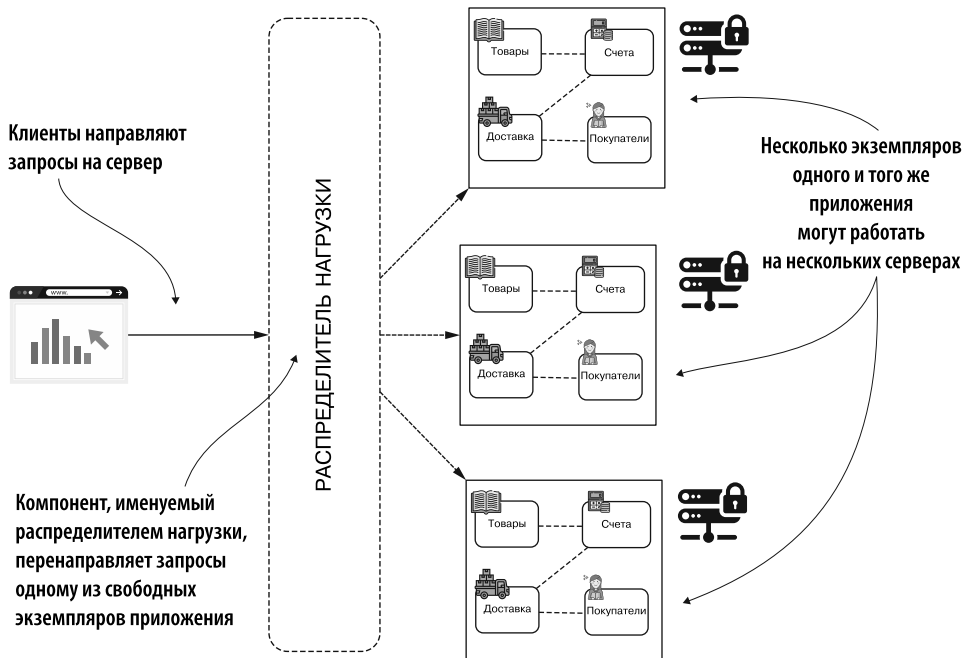 Клиенты направляют
запросы на сервер
www.
Компонент, именуемый
распределителем нагрузки,
перенаправляет запросы
одному из свободных
экземпляров приложения
РАСПРЕДЕЛИТЕЛЬ НАГРУЗКИ
Товары
Счета
Доставка
Покупатели
Товары
Счета
Доставка
Покупатели
Товары
Счета
Доставка
Покупатели
Несколько экземпляров
одного и того же
приложения
могут работать
на нескольких серверах